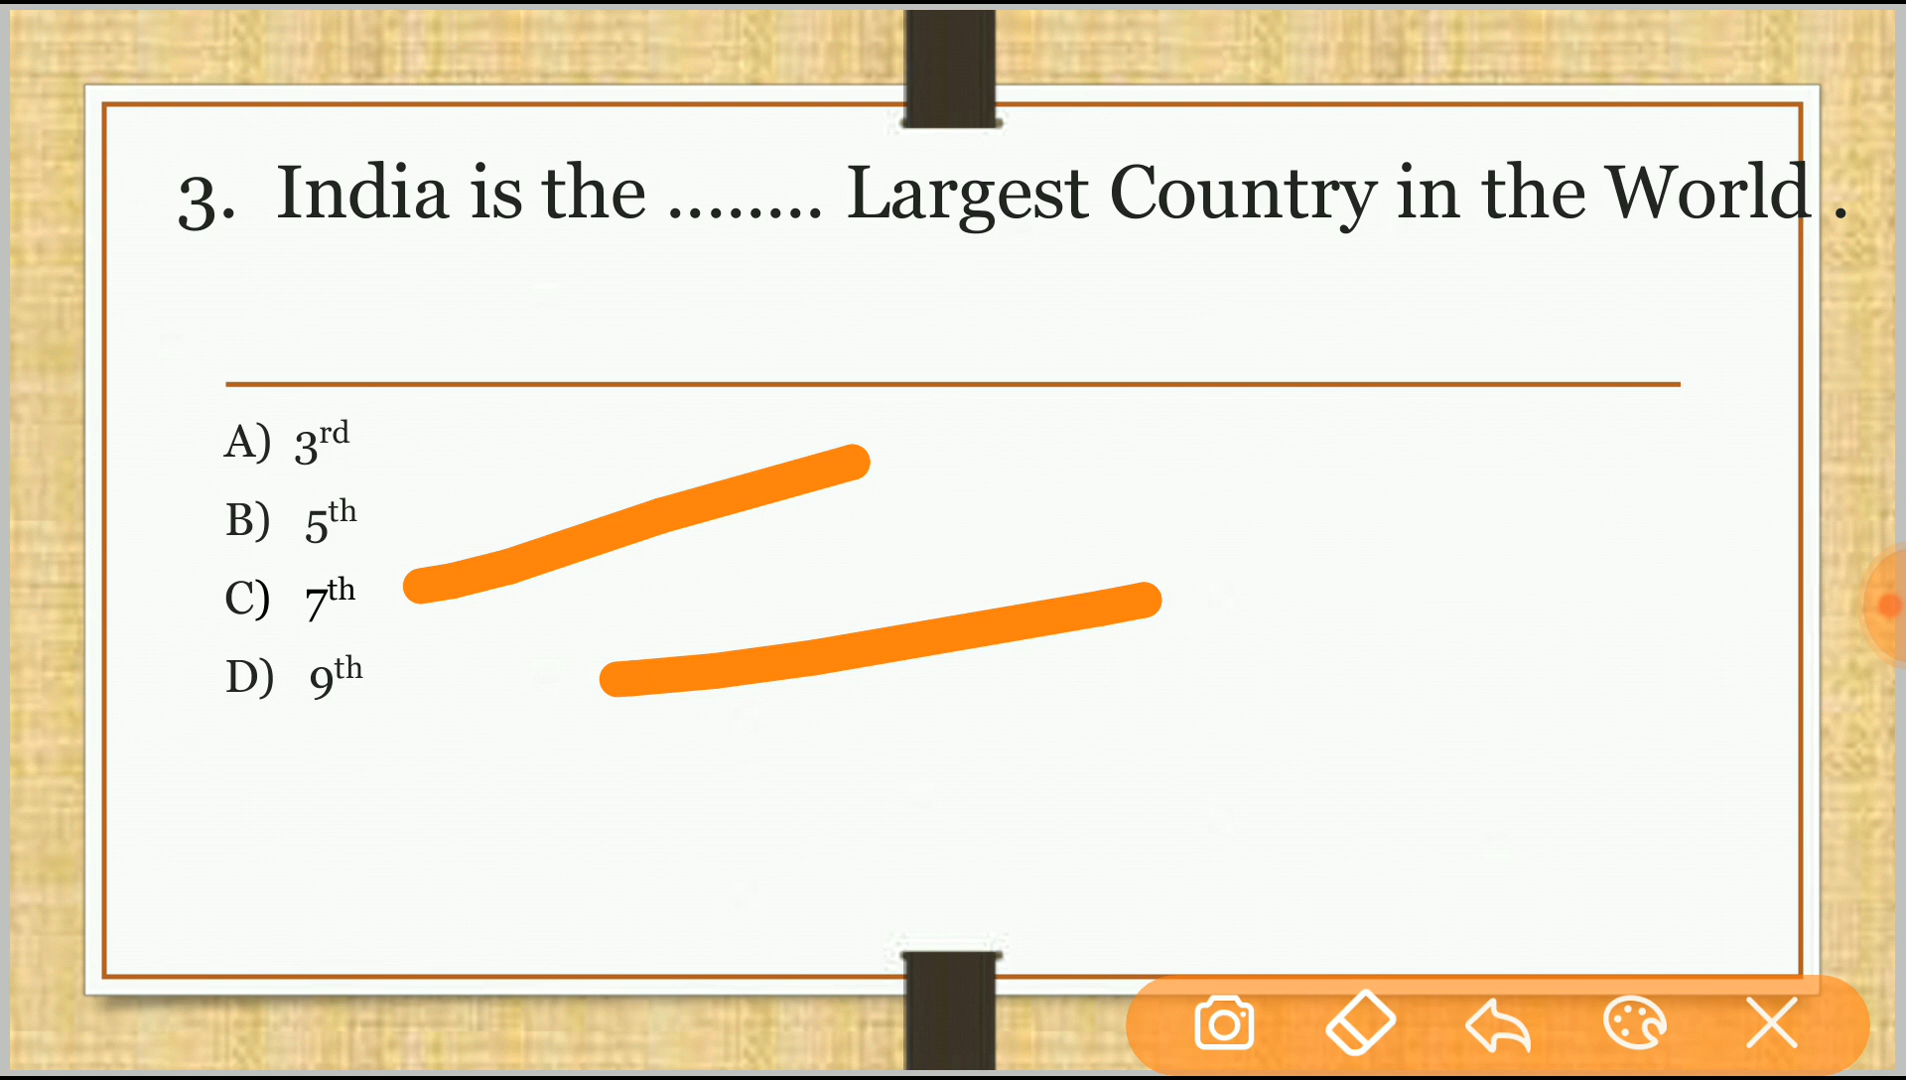 3. India is the ........ Largest Country in the World .
A) 3rd
B) 5th
C) 7th
D) 9th